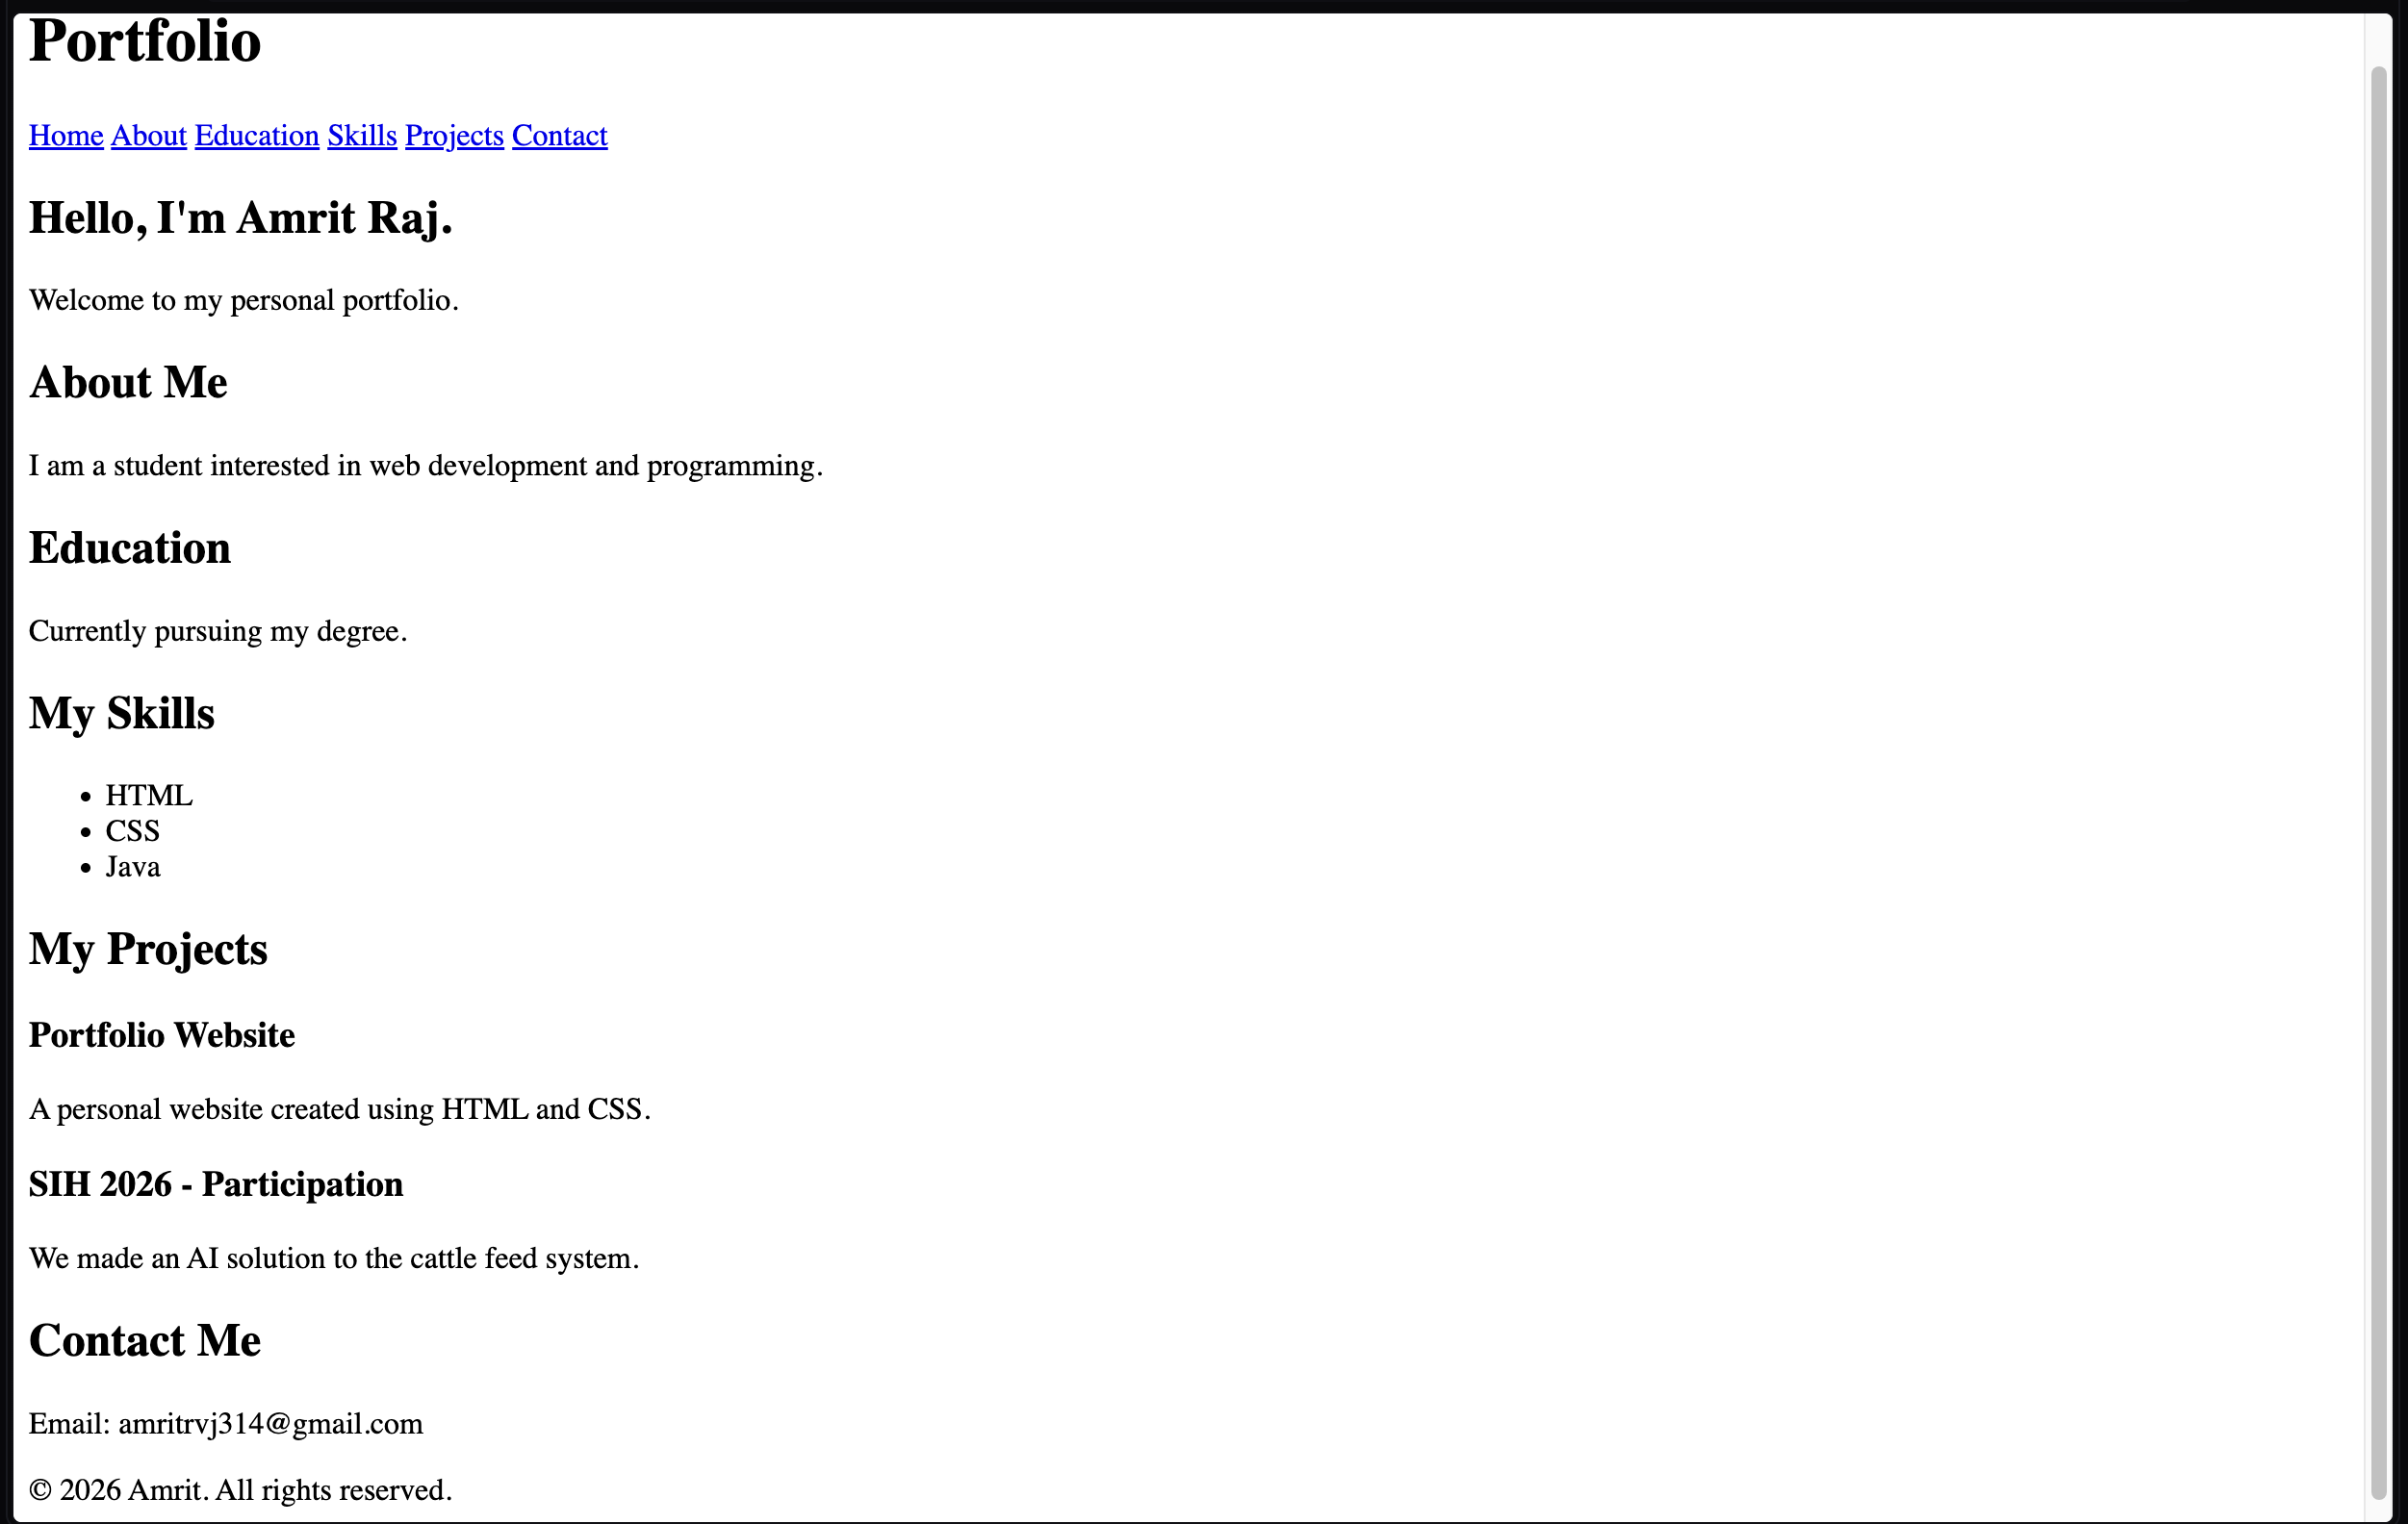 Portfolio
Home About Education Skills Projects Contact
Hello, I'm Amrit Raj.
Welcome to my personal portfolio.
About Me
I am a student interested in web development and programming.
Education
Currently pursuing my degree.
My Skills
• HTML
• CSS
• Java
My Projects
Portfolio Website
A personal website created using HTML and CSS.
SIH 2026 - Participation
We made an AI solution to the cattle feed system.
Contact Me
Email: amritrvj314@gmail.com
© 2026 Amrit. All rights reserved.